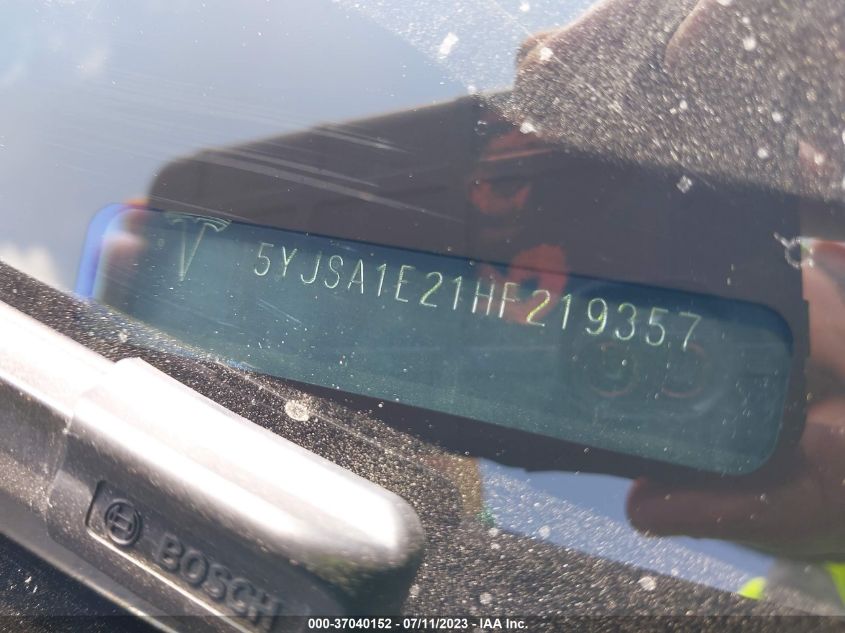 5YJSA1E21HF219357
BOSCH
000-37040152 - 07/11/2023 - IAA Inc.